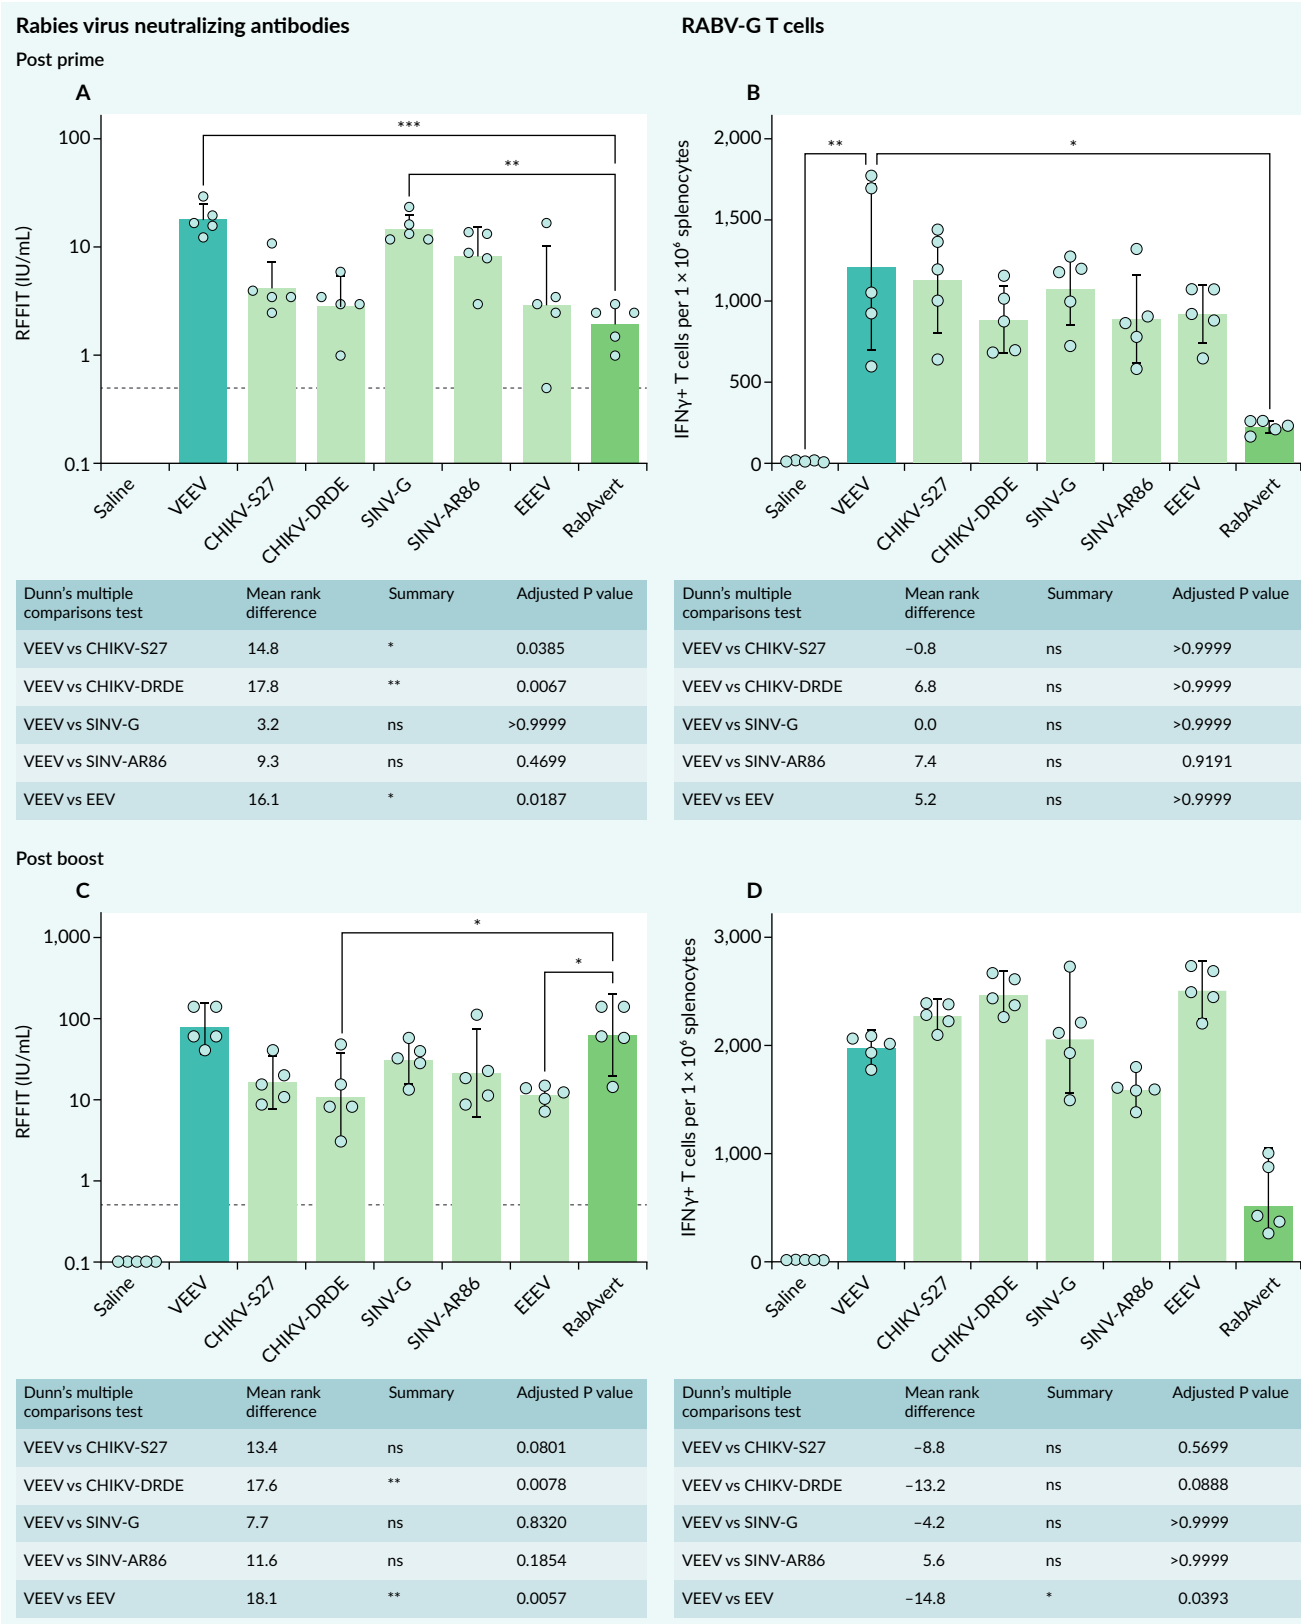 Rabies virus neutralizing antibodies
RABV-G T cells
Post prime
A
RFFIT (IU/mL)
100
10
1
0.1
***
**
Saline
VEEV
CHIKV-S27
CHIKV-DRDE
SINV-G
SINV-AR86
EEEV
RabAvert
B
IFNγ+ T cells per 1 × 10⁶ splenocytes
2,000
1,500
1,000
500
0
**
*
Saline
VEEV
CHIKV-S27
CHIKV-DRDE
SINV-G
SINV-AR86
EEEV
RabAvert
Dunn's multiple comparisons test Mean rank difference Summary Adjusted P value
VEEV vs CHIKV-S27 14.8 * 0.0385
VEEV vs CHIKV-DRDE 17.8 ** 0.0067
VEEV vs SINV-G 3.2 ns >0.9999
VEEV vs SINV-AR86 9.3 ns 0.4699
VEEV vs EEV 16.1 * 0.0187
Dunn's multiple comparisons test Mean rank difference Summary Adjusted P value
VEEV vs CHIKV-S27 –0.8 ns >0.9999
VEEV vs CHIKV-DRDE 6.8 ns >0.9999
VEEV vs SINV-G 0.0 ns >0.9999
VEEV vs SINV-AR86 7.4 ns 0.9191
VEEV vs EEV 5.2 ns >0.9999
Post boost
C
RFFIT (IU/mL)
1,000
100
10
1
0.1
*
*
Saline
VEEV
CHIKV-S27
CHIKV-DRDE
SINV-G
SINV-AR86
EEEV
RabAvert
D
IFNγ+ T cells per 1 × 10⁶ splenocytes
3,000
2,000
1,000
0
Saline
VEEV
CHIKV-S27
CHIKV-DRDE
SINV-G
SINV-AR86
EEEV
RabAvert
Dunn's multiple comparisons test Mean rank difference Summary Adjusted P value
VEEV vs CHIKV-S27 13.4 ns 0.0801
VEEV vs CHIKV-DRDE 17.6 ** 0.0078
VEEV vs SINV-G 7.7 ns 0.8320
VEEV vs SINV-AR86 11.6 ns 0.1854
VEEV vs EEV 18.1 ** 0.0057
Dunn's multiple comparisons test Mean rank difference Summary Adjusted P value
VEEV vs CHIKV-S27 –8.8 ns 0.5699
VEEV vs CHIKV-DRDE –13.2 ns 0.0888
VEEV vs SINV-G –4.2 ns >0.9999
VEEV vs SINV-AR86 5.6 ns >0.9999
VEEV vs EEV –14.8 * 0.0393